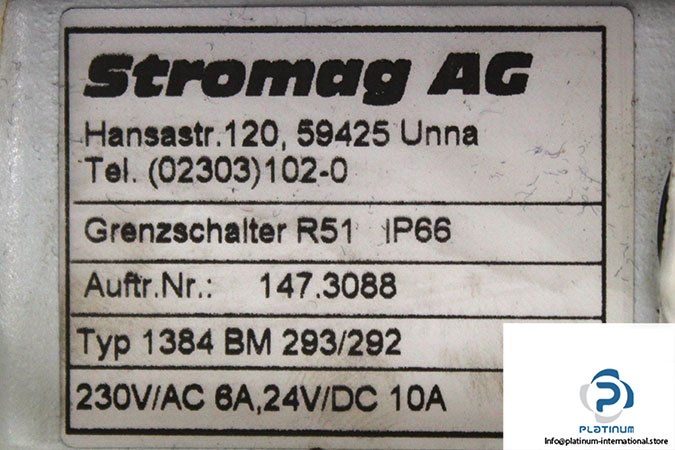 Stromag AG
Hansastr.120, 59425 Unna
Tel. (02303)102-0
Grenzschalter R51 IP66
Auftr.Nr.: 147.3088
Typ 1384 BM 293/292
230V/AC 6A,24V/DC 10A
PLATINUM
Info@platinum-international.store